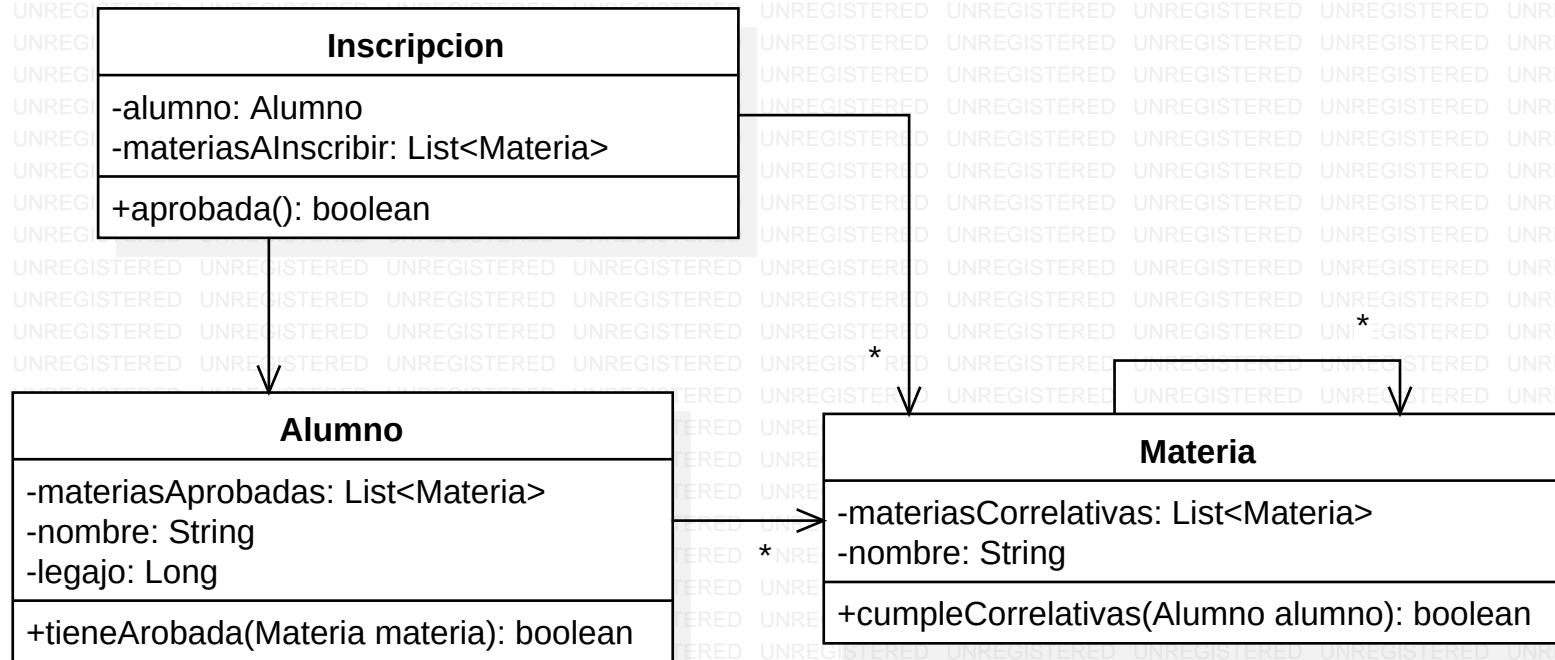 Inscripcion
-alumno: Alumno
-materiasAInscribir: List<Materia>
+aprobada(): boolean
*
*
Alumno
-materiasAprobadas: List<Materia>
-nombre: String
-legajo: Long
+tieneArobada(Materia materia): boolean
*
Materia
-materiasCorrelativas: List<Materia>
-nombre: String
+cumpleCorrelativas(Alumno alumno): boolean
UNREGISTERED